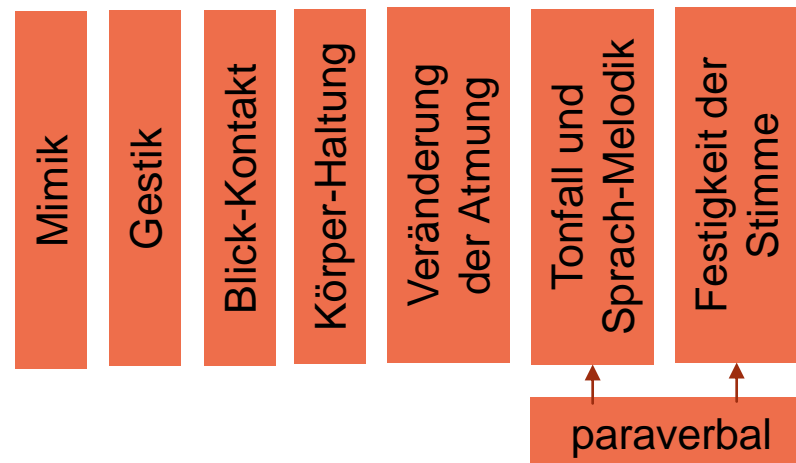 Mimik
Gestik
Blick-Kontakt
Körper-Haltung
Veränderung
der Atmung
Tonfall und
Sprach-Melodik
Festigkeit der
Stimme
paraverbal